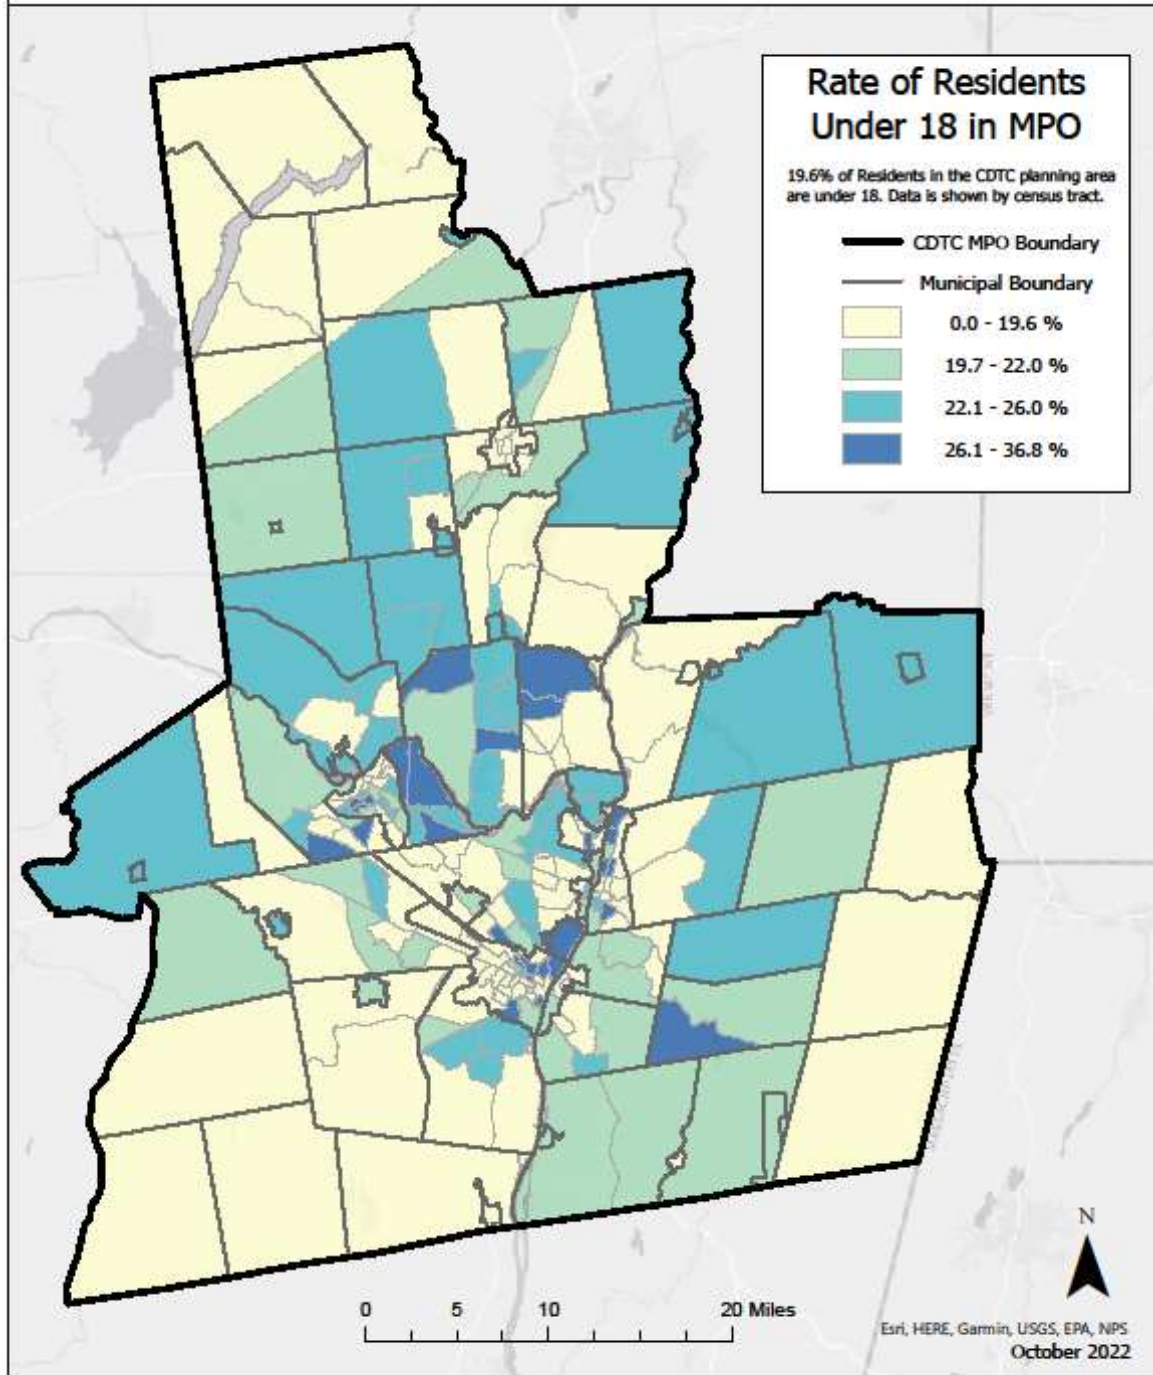 Rate of Residents
Under 18 in MPO
19.6% of Residents in the CDTC planning area
are under 18. Data is shown by census tract.
CDTC MPO Boundary
Municipal Boundary
0.0 - 19.6 %
19.7 - 22.0 %
22.1 - 26.0 %
26.1 - 36.8 %
N
0 5 10 20 Miles
Esri, HERE, Garmin, USGS, EPA, NPS
October 2022